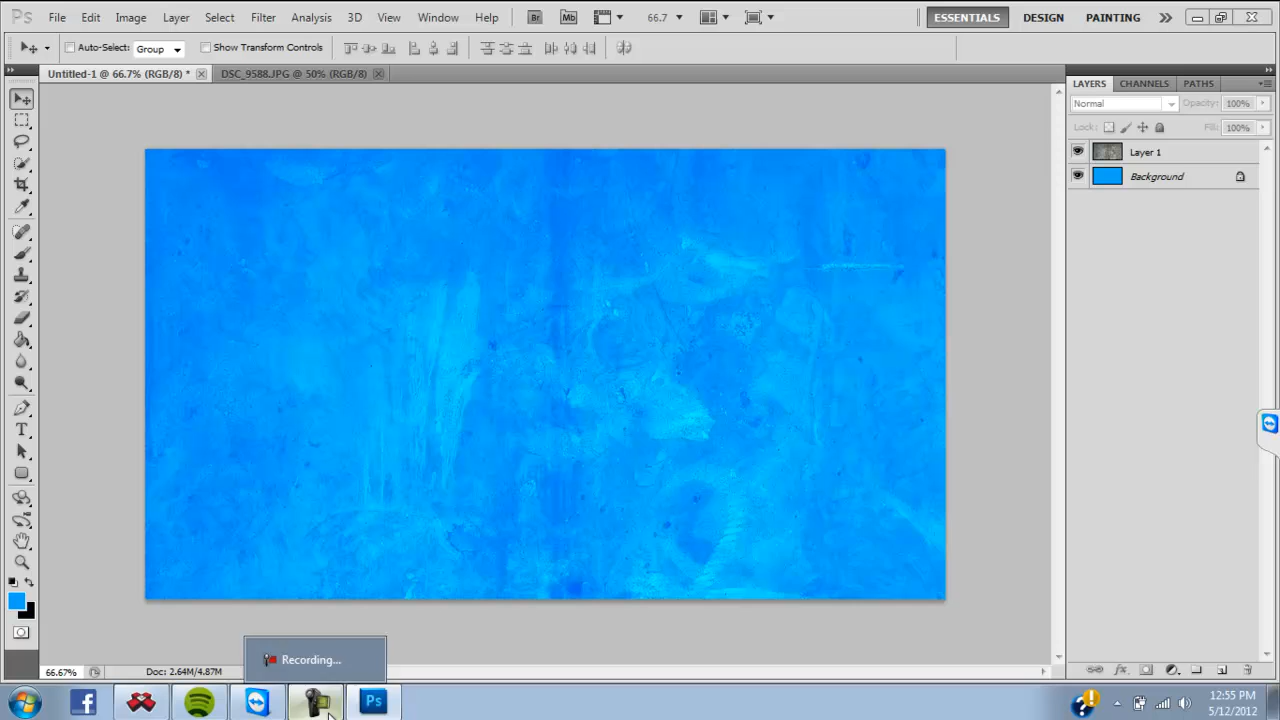 Ps File Edit Image Layer Select Filter Analysis 3D View Window Help Br Mb 66.7 ESSENTIALS DESIGN PAINTING
Auto-Select: Group Show Transform Controls
Untitled-1 @ 66.7% (RGB/8) * DSC_9588.JPG @ 50% (RGB/8)
LAYERS CHANNELS PATHS
Normal Opacity: 100%
Lock: Fill: 100%
Layer 1
Background
T
66.67% Doc: 2.64M/4.87M
Recording...
f Ps ? ! 12:55 PM
5/12/2012